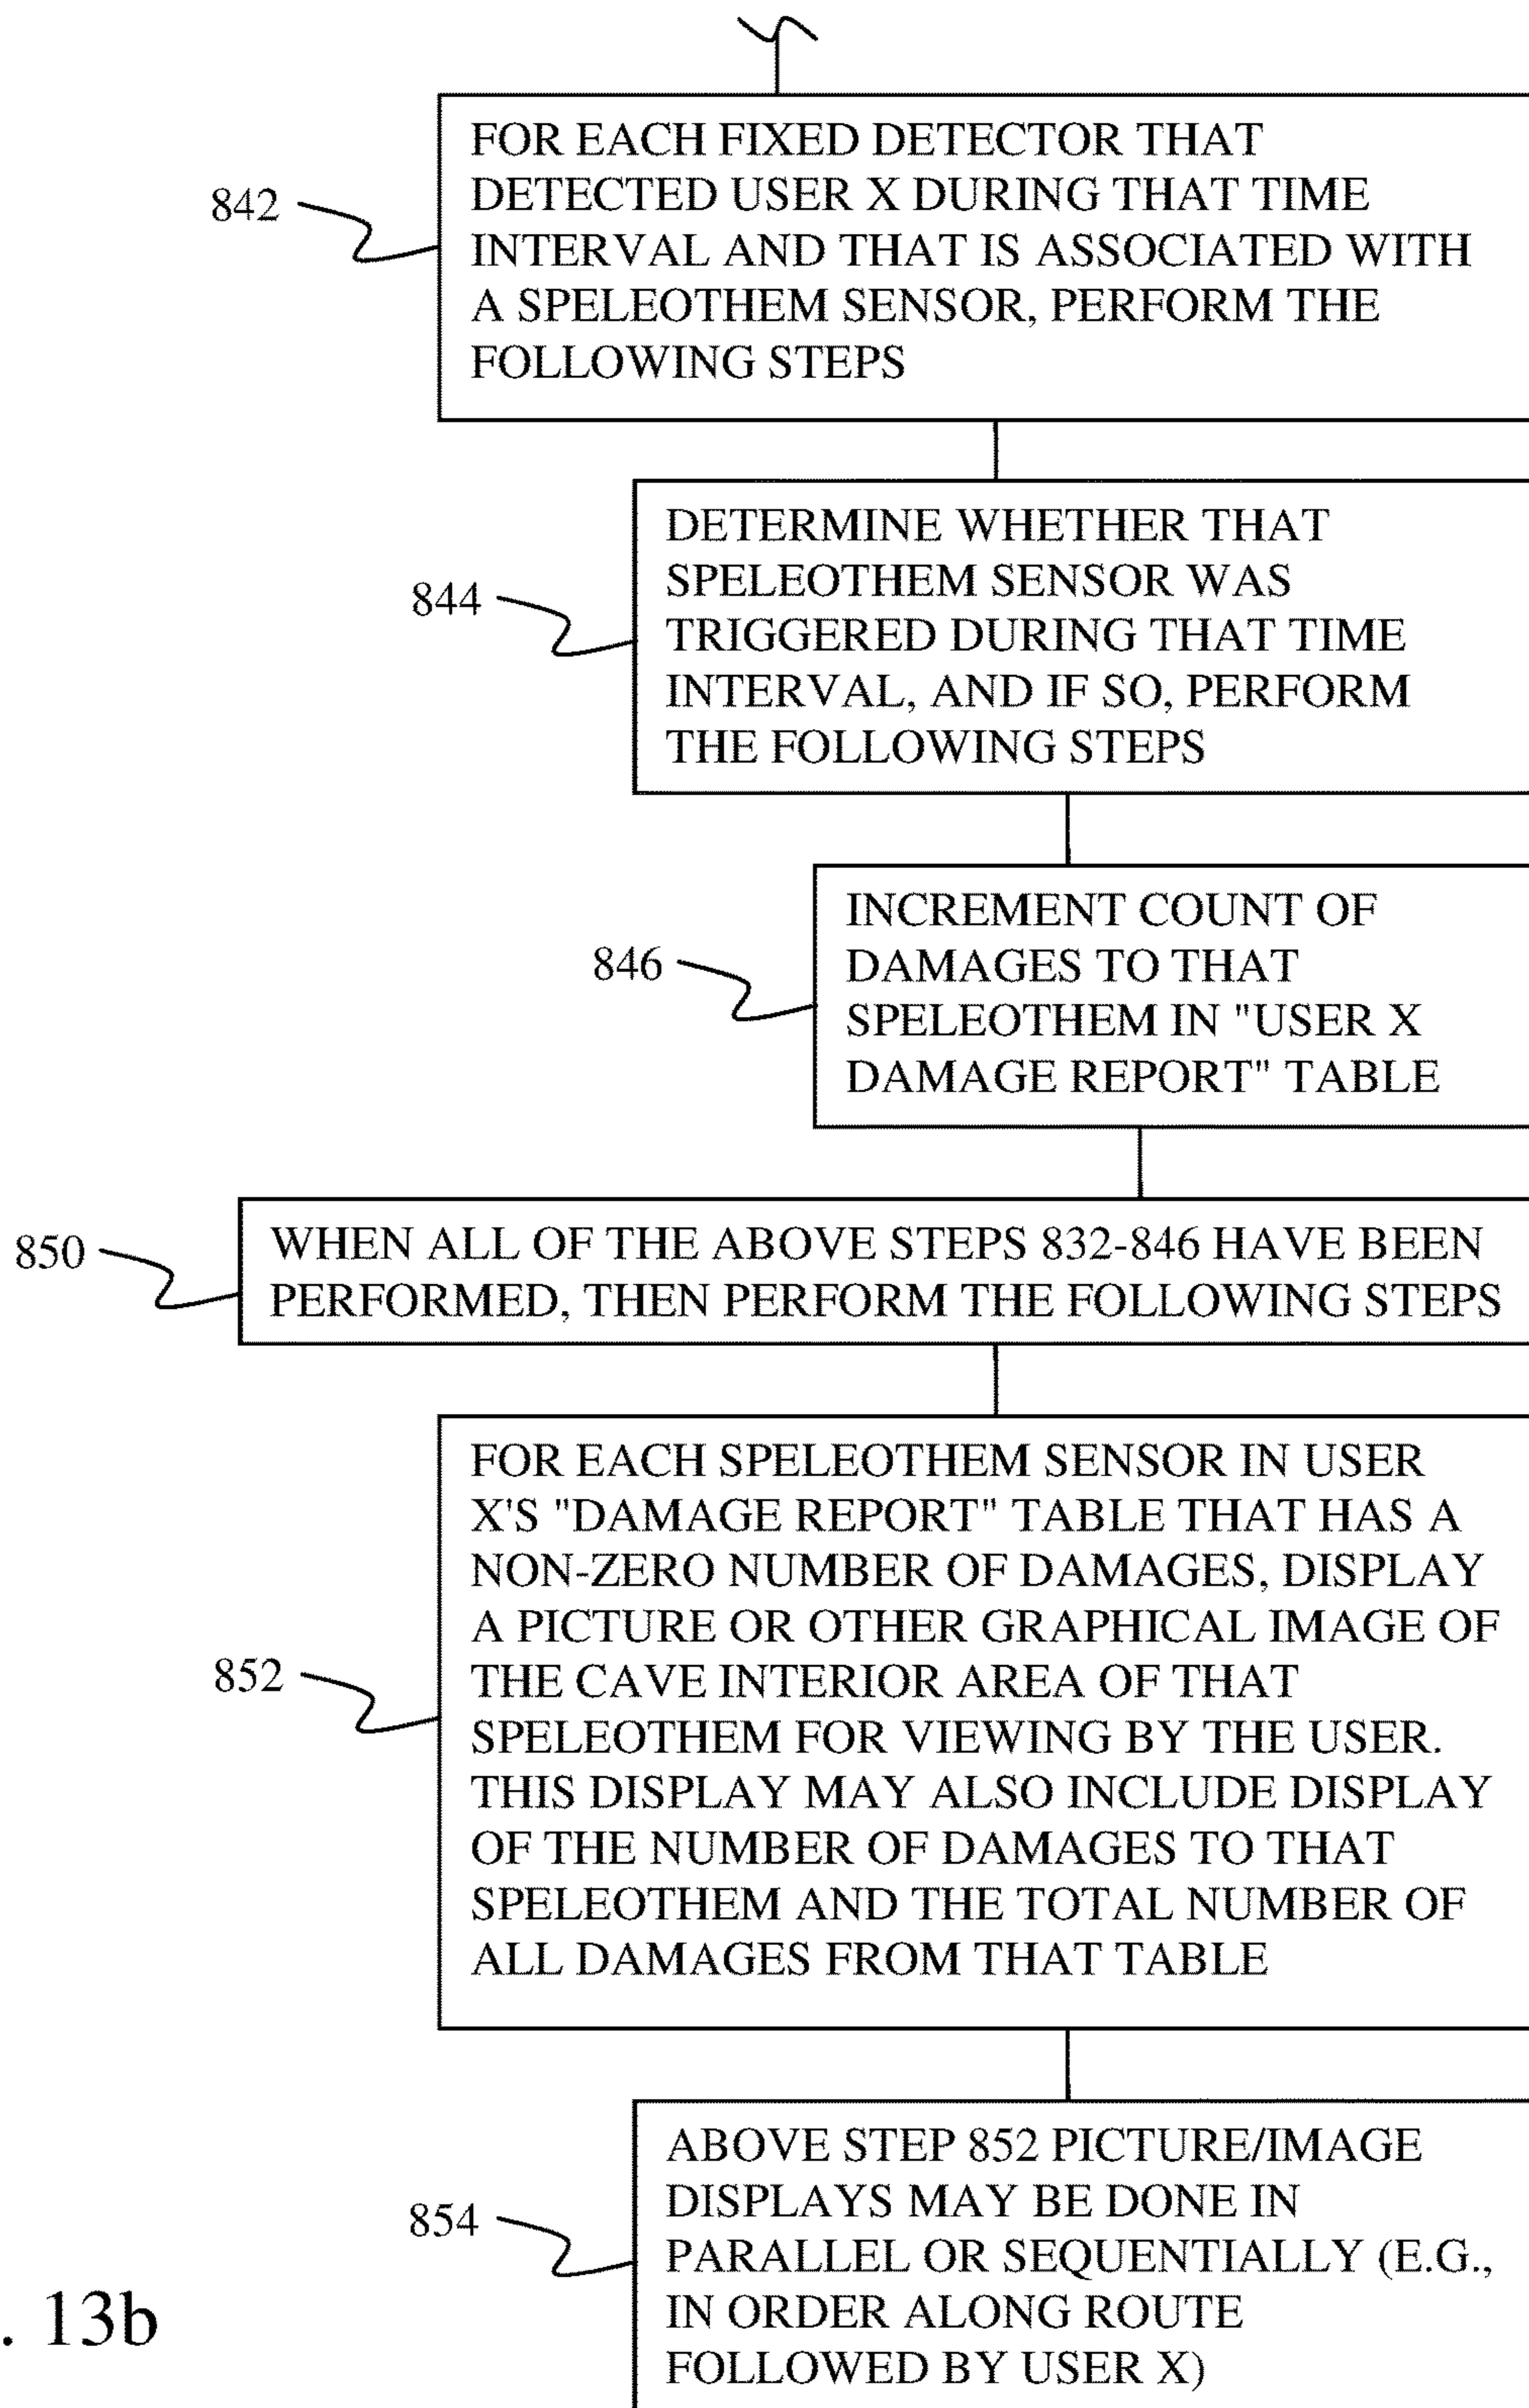 842
FOR EACH FIXED DETECTOR THAT
DETECTED USER X DURING THAT TIME
INTERVAL AND THAT IS ASSOCIATED WITH
A SPELEOTHEM SENSOR, PERFORM THE
FOLLOWING STEPS
844
DETERMINE WHETHER THAT
SPELEOTHEM SENSOR WAS
TRIGGERED DURING THAT TIME
INTERVAL, AND IF SO, PERFORM
THE FOLLOWING STEPS
846
INCREMENT COUNT OF
DAMAGES TO THAT
SPELEOTHEM IN "USER X
DAMAGE REPORT" TABLE
850
WHEN ALL OF THE ABOVE STEPS 832-846 HAVE BEEN
PERFORMED, THEN PERFORM THE FOLLOWING STEPS
852
FOR EACH SPELEOTHEM SENSOR IN USER
X'S "DAMAGE REPORT" TABLE THAT HAS A
NON-ZERO NUMBER OF DAMAGES, DISPLAY
A PICTURE OR OTHER GRAPHICAL IMAGE OF
THE CAVE INTERIOR AREA OF THAT
SPELEOTHEM FOR VIEWING BY THE USER.
THIS DISPLAY MAY ALSO INCLUDE DISPLAY
OF THE NUMBER OF DAMAGES TO THAT
SPELEOTHEM AND THE TOTAL NUMBER OF
ALL DAMAGES FROM THAT TABLE
854
ABOVE STEP 852 PICTURE/IMAGE
DISPLAYS MAY BE DONE IN
PARALLEL OR SEQUENTIALLY (E.G.,
IN ORDER ALONG ROUTE
FOLLOWED BY USER X)
. 13b